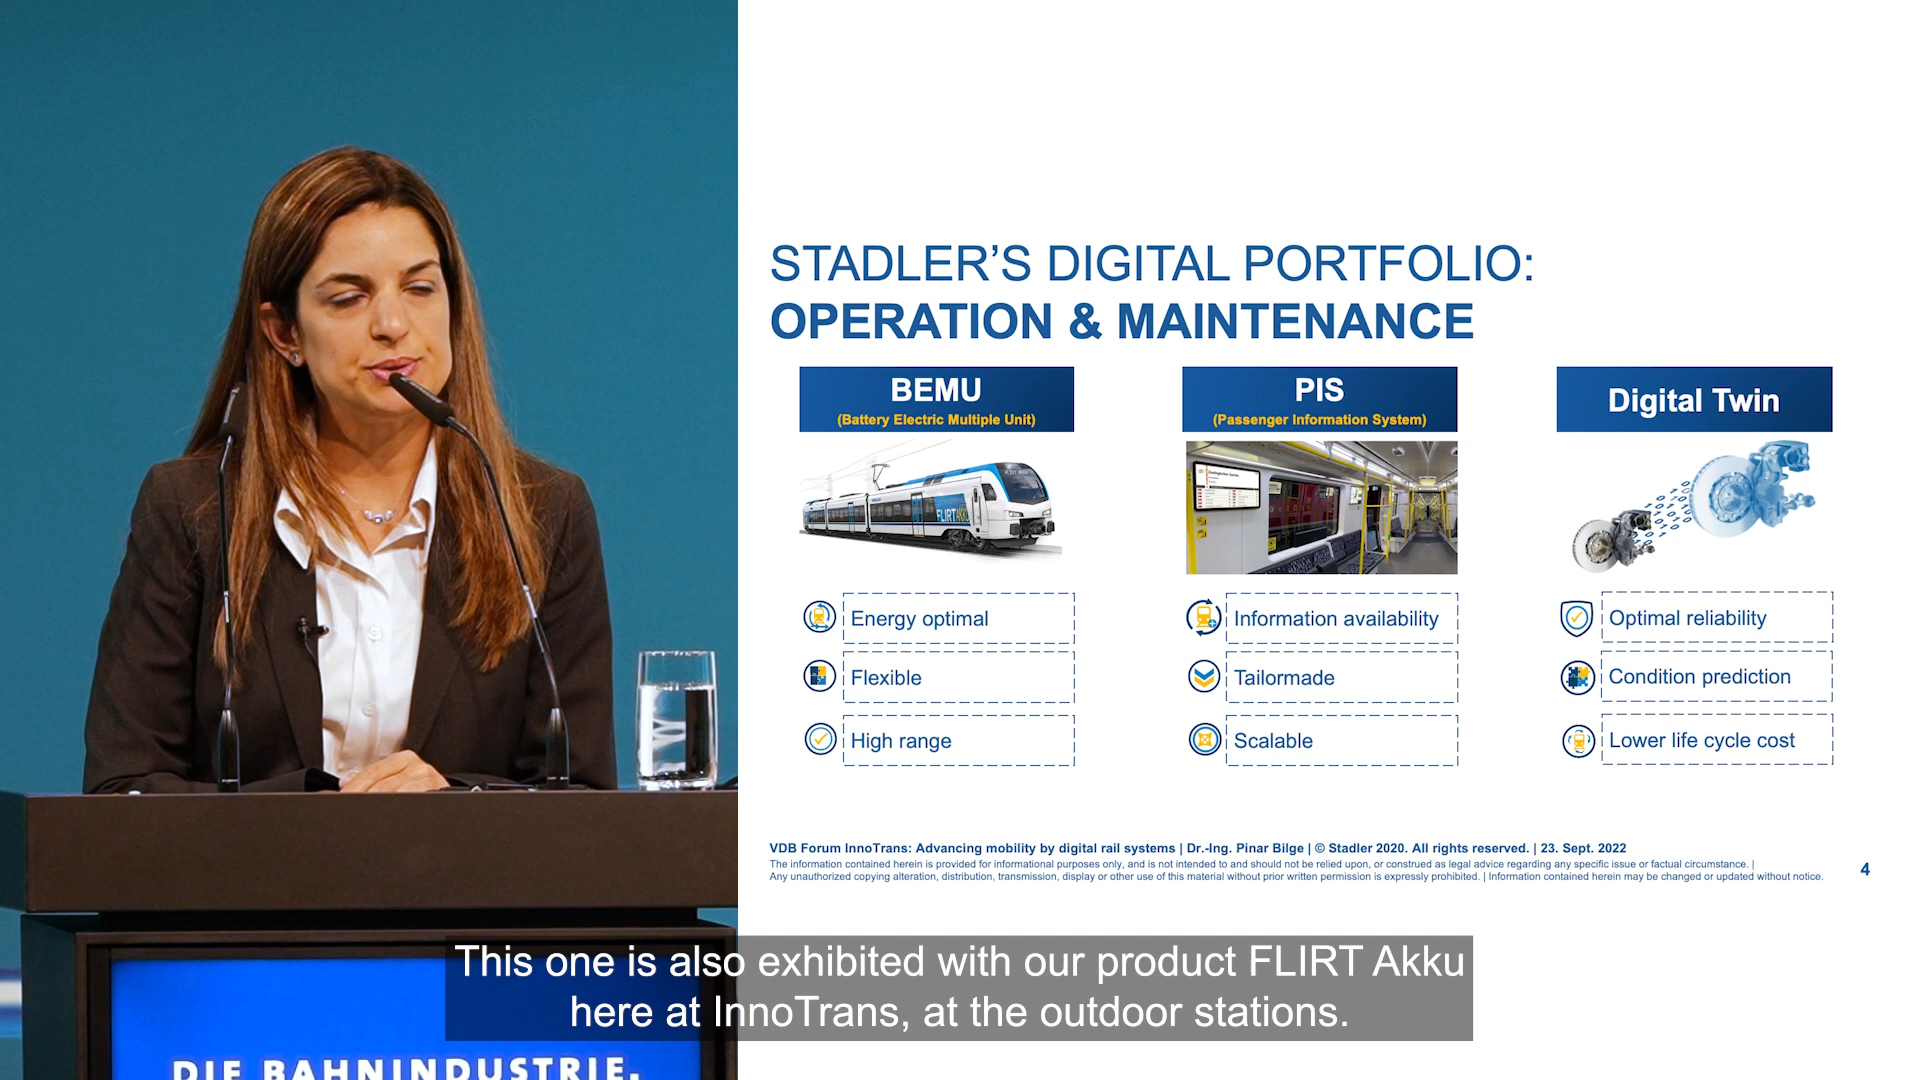 STADLER’S DIGITAL PORTFOLIO:
OPERATION & MAINTENANCE
BEMU
(Battery Electric Multiple Unit)
FLIRT AKKU
Energy optimal
Flexible
High range
PIS
(Passenger Information System)
Information availability
Tailormade
Scalable
Digital Twin
Optimal reliability
Condition prediction
Lower life cycle cost
VDB Forum InnoTrans: Advancing mobility by digital rail systems | Dr.-Ing. Pinar Bilge | © Stadler 2020. All rights reserved. | 23. Sept. 2022
The information contained herein is provided for informational purposes only, and is not intended to and should not be relied upon, or construed as legal advice regarding any specific issue or factual circumstance. |
Any unauthorized copying alteration, distribution, transmission, display or other use of this material without prior written permission is expressly prohibited. | Information contained herein may be changed or updated without notice.
4
This one is also exhibited with our product FLIRT Akku
here at InnoTrans, at the outdoor stations.
DIE BAHNINDUSTRIE.